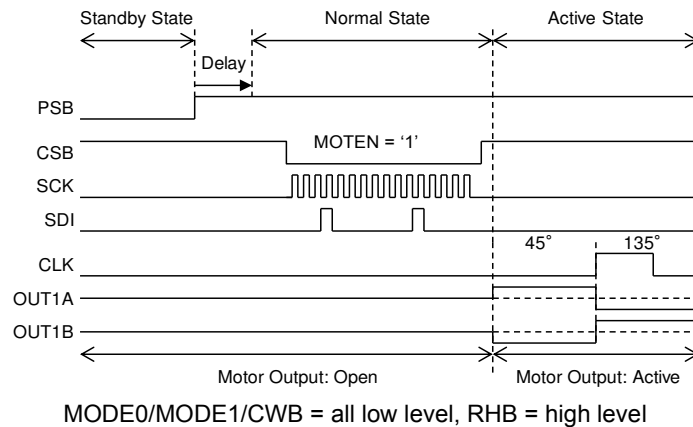 Standby State
Normal State
Active State
Delay
PSB
CSB
MOTEN = '1'
SCK
SDI
45°
135°
CLK
OUT1A
OUT1B
Motor Output: Open
Motor Output: Active
MODE0/MODE1/CWB = all low level, RHB = high level